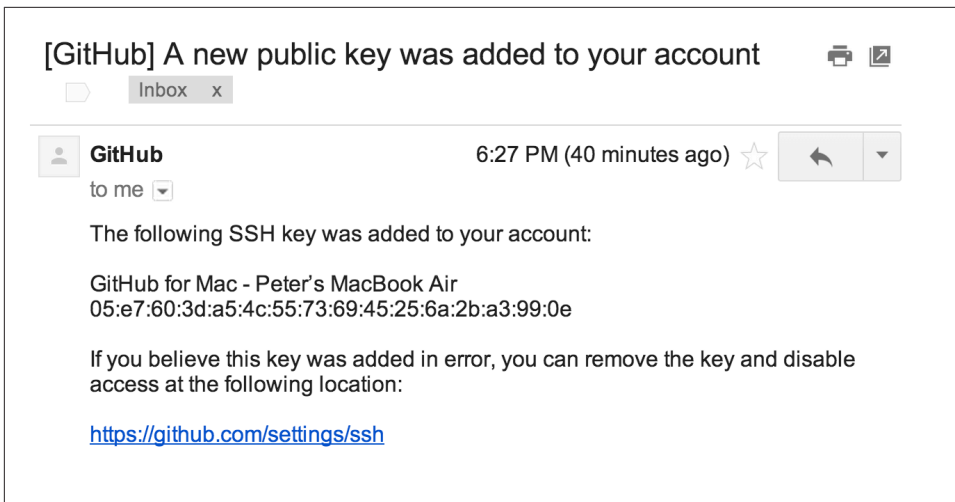 [GitHub] A new public key was added to your account
Inbox x
GitHub
6:27 PM (40 minutes ago)
to me
The following SSH key was added to your account:
GitHub for Mac - Peter’s MacBook Air
05:e7:60:3d:a5:4c:55:73:69:45:25:6a:2b:a3:99:0e
If you believe this key was added in error, you can remove the key and disable
access at the following location:
https://github.com/settings/ssh